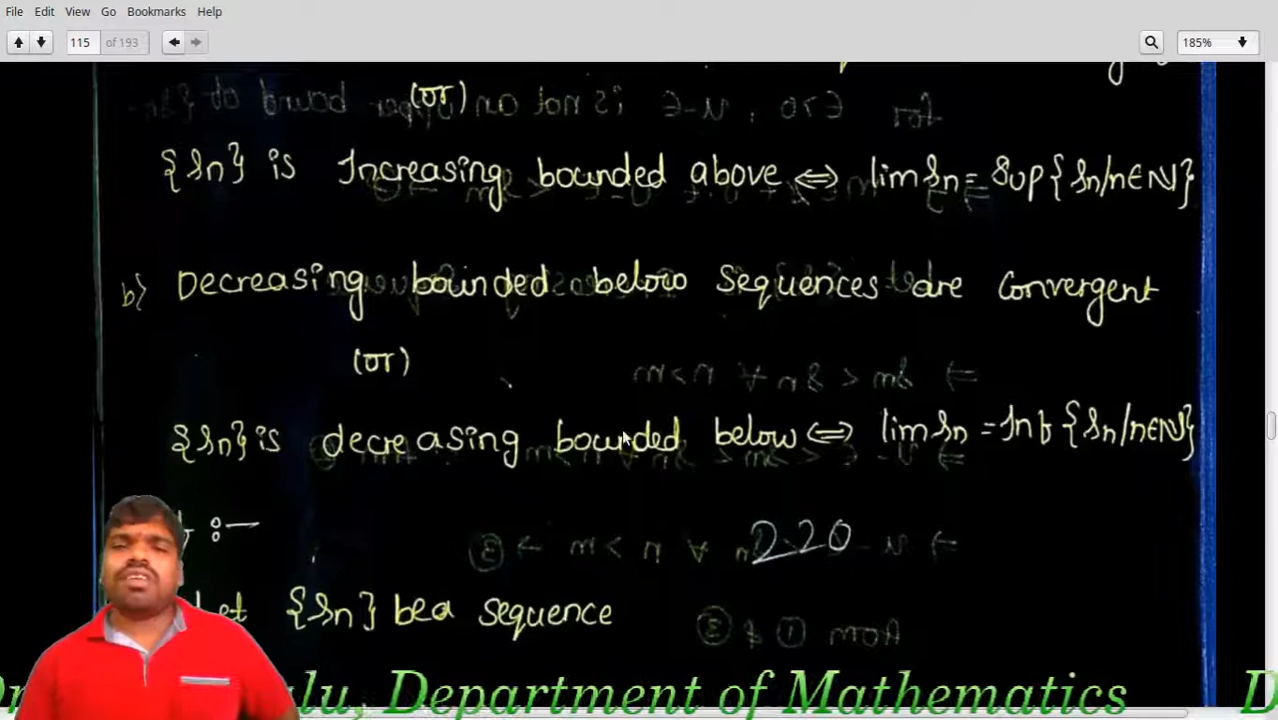 File Edit View Go Bookmarks Help
115 of 193
185%
(or)
{Sn} is Increasing bounded above ⇔ lim Sn = Sup {Sn/n∈N}
b) Decreasing bounded below Sequences are Convergent
(or)
{Sn} is decreasing bounded below ⇔ lim Sn = Inf {Sn/n∈N}
:-
220
Let {Sn} be a sequence
Department of Mathematics